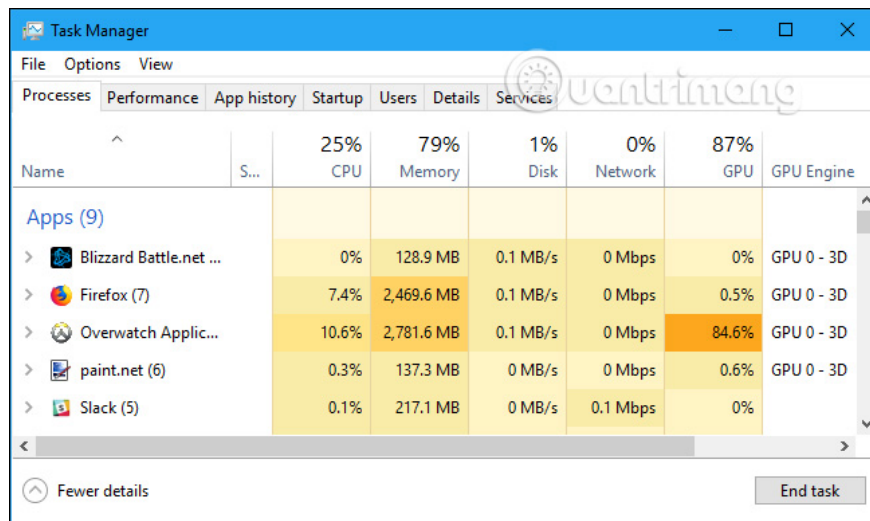 Task Manager
File Options View
Quantrimang
Processes Performance App history Startup Users Details Services
25% 79% 1% 0% 87%
Name S... CPU Memory Disk Network GPU GPU Engine
Apps (9)
Blizzard Battle.net ... 0% 128.9 MB 0.1 MB/s 0 Mbps 0% GPU 0 - 3D
Firefox (7) 7.4% 2,469.6 MB 0.1 MB/s 0 Mbps 0.5% GPU 0 - 3D
Overwatch Applic... 10.6% 2,781.6 MB 0.1 MB/s 0 Mbps 84.6% GPU 0 - 3D
paint.net (6) 0.3% 137.3 MB 0 MB/s 0 Mbps 0.6% GPU 0 - 3D
Slack (5) 0.1% 217.1 MB 0 MB/s 0.1 Mbps 0%
Fewer details End task